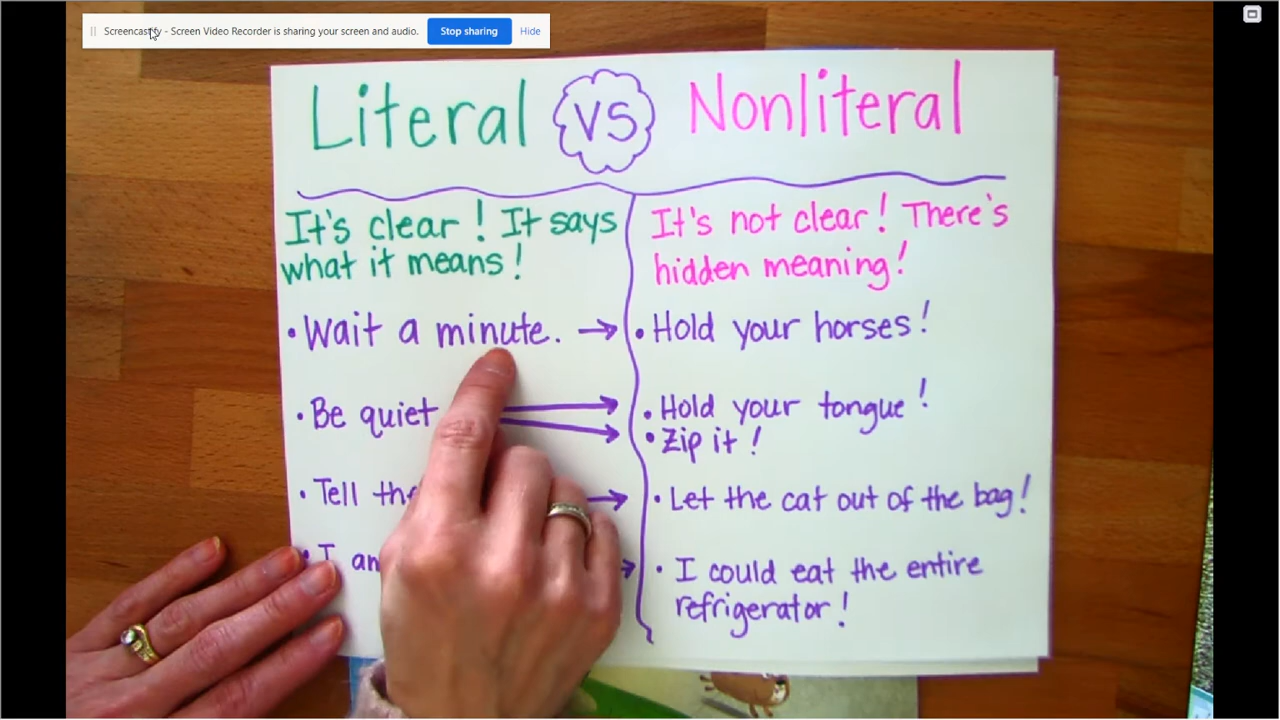 Screencastify - Screen Video Recorder is sharing your screen and audio.
Stop sharing
Hide
Literal VS Nonliteral
It's clear! It says
what it means!
It's not clear! There's
hidden meaning!
• Wait a minute. →
• Hold your horses!
• Be quiet
• Hold your tongue!
• Zip it!
• Tell
• Let the cat out of the bag!
• I
• I could eat the entire
refrigerator!